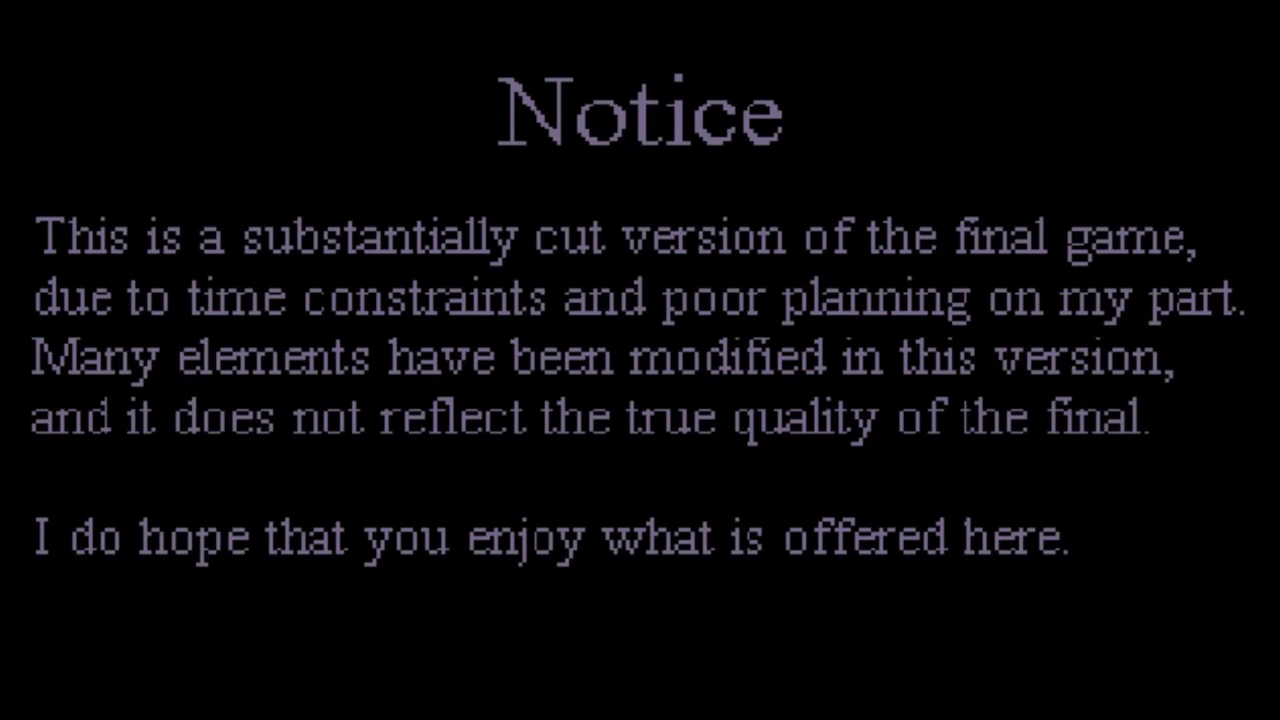 Notice
This is a substantially cut version of the final game,
due to time constraints and poor planning on my part.
Many elements have been modified in this version,
and it does not reflect the true quality of the final.
I do hope that you enjoy what is offered here.